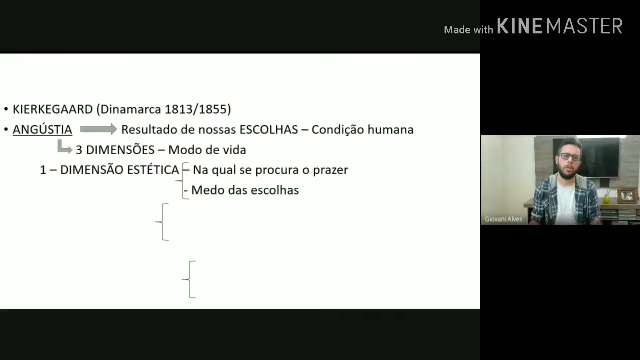 Made with KINEMASTER
• KIERKEGAARD (Dinamarca 1813/1855)
• ANGÚSTIA Resultado de nossas ESCOLHAS – Condição humana
3 DIMENSÕES – Modo de vida
1 – DIMENSÃO ESTÉTICA – Na qual se procura o prazer
- Medo das escolhas
Giovani Alves